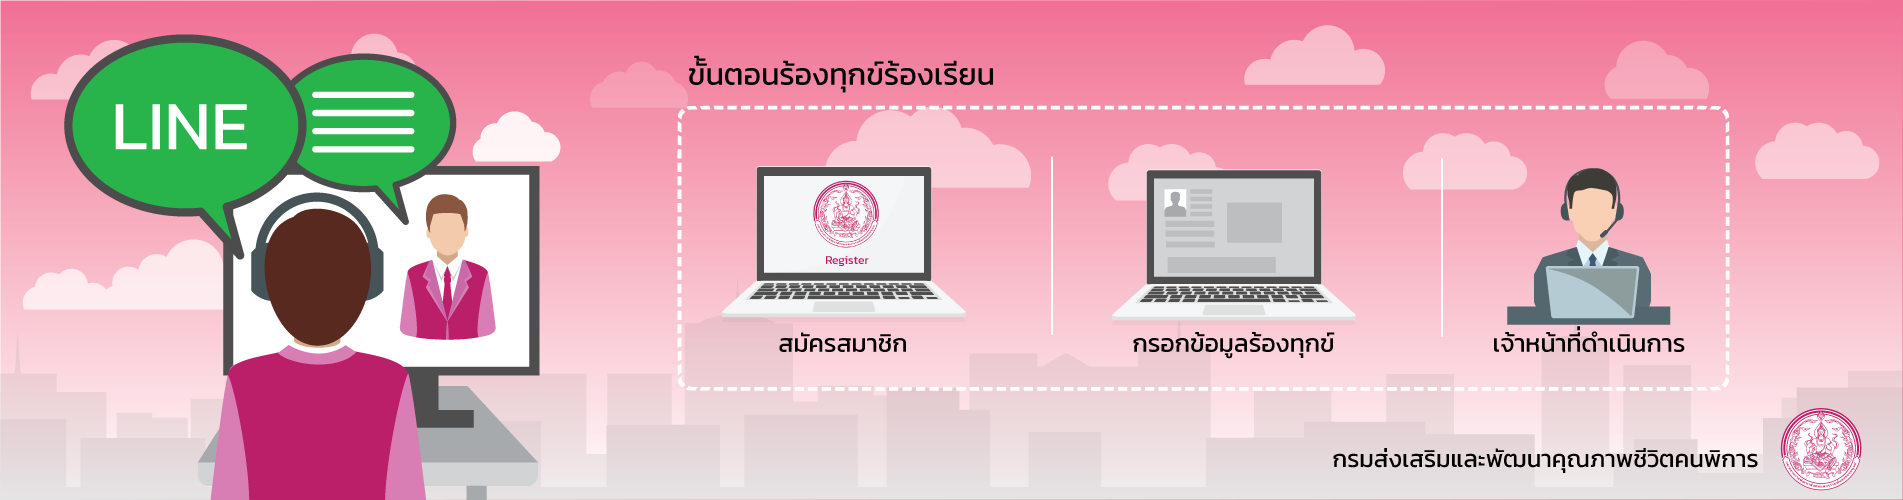 LINE
ขั้นตอนร้องทุกข์ร้องเรียน
Register
สมัครสมาชิก
กรอกข้อมูลร้องทุกข์
เจ้าหน้าที่ดำเนินการ
กรมส่งเสริมและพัฒนาคุณภาพชีวิตคนพิการ